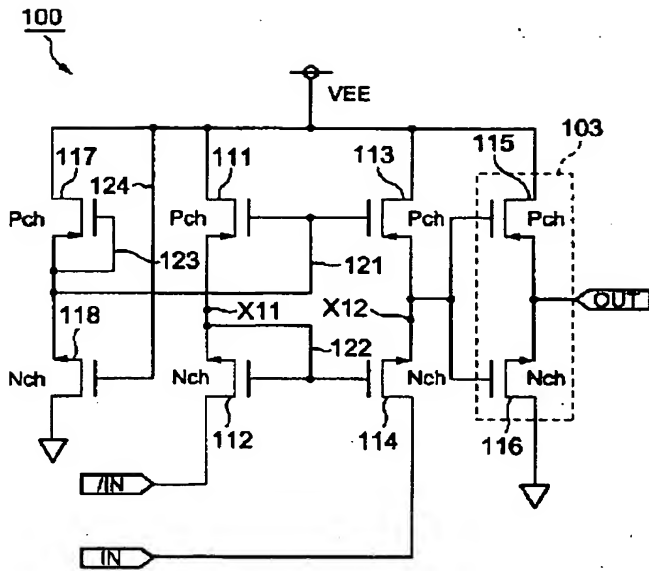 100
VEE
103
117
124
111
113
115
Pch
Pch
Pch
Pch
123
121
X11
X12
OUT
118
122
Nch
Nch
Nch
Nch
112
114
116
/IN
IN